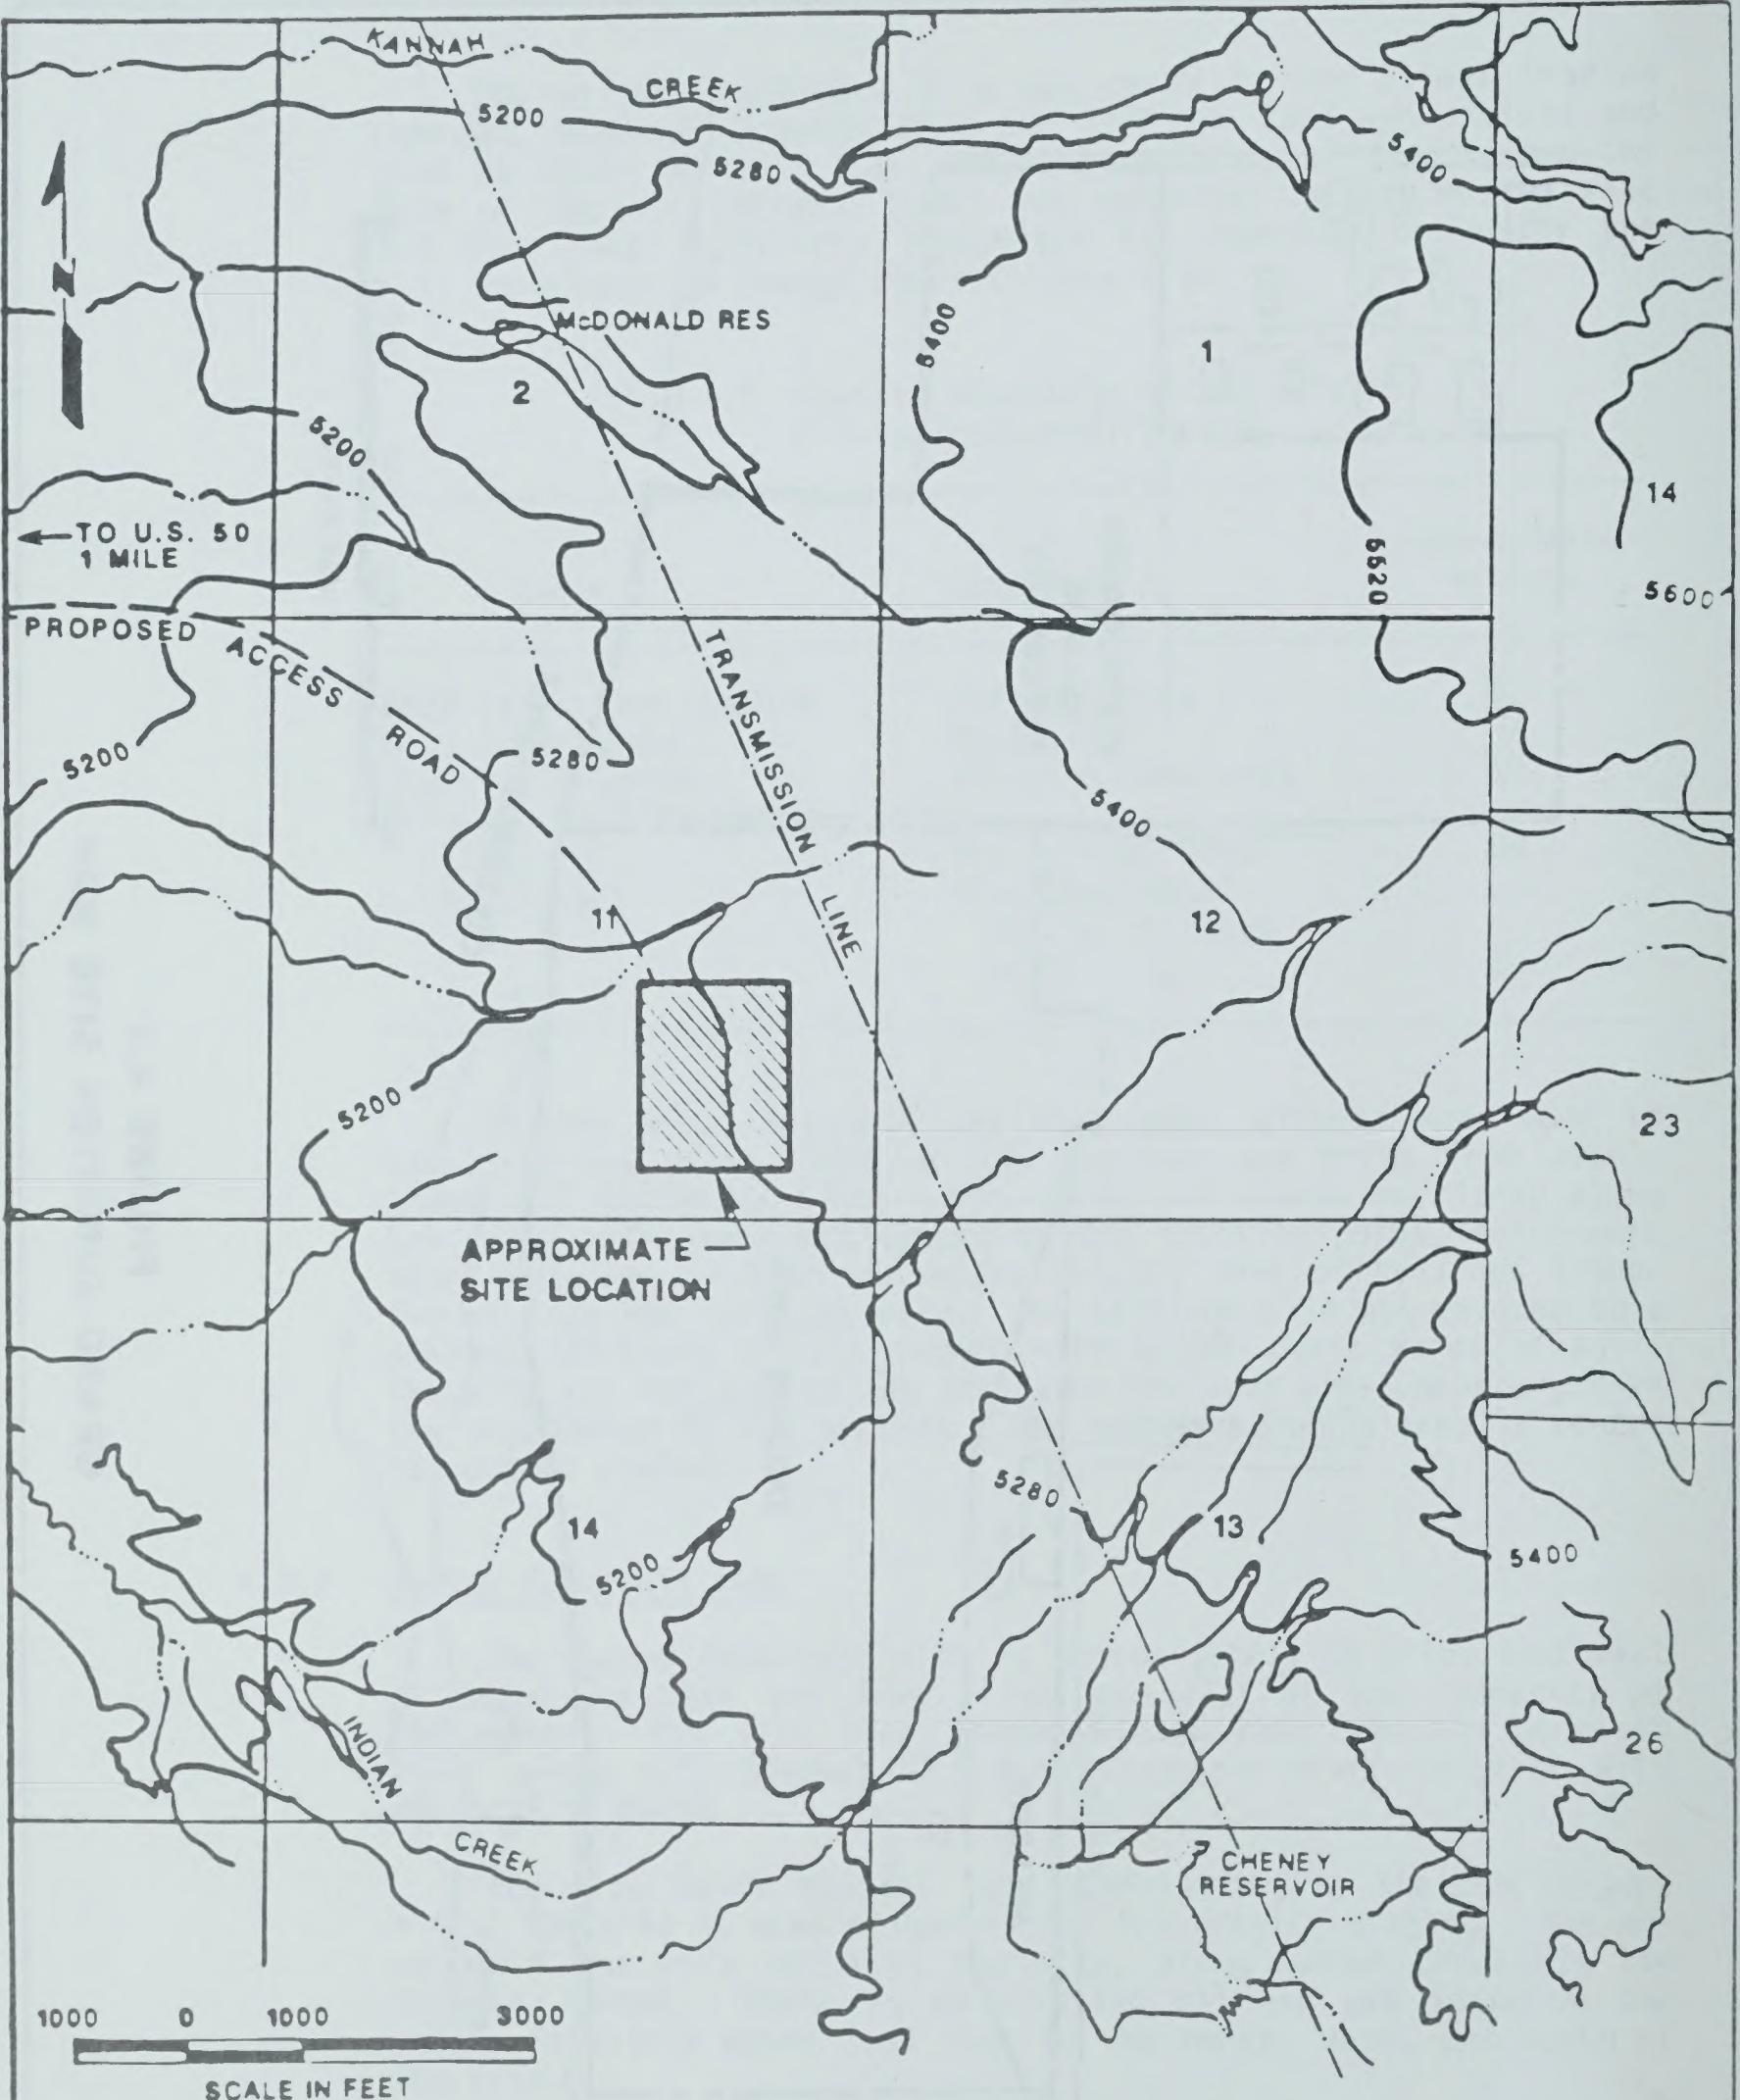 KANNAH
CREEK
5200
5280
5400
N
McDONALD RES
5400
1
2
5200
14
TO U.S. 50
1 MILE
5520
5600
PROPOSED
ACCESS
ROAD
TRANSMISSION
LINE
5200
5280
5400
11
12
5200
23
APPROXIMATE
SITE LOCATION
5280
14
13
5200
5400
INDIAN
CREEK
26
CHENEY
RESERVOIR
1000 0 1000 3000
SCALE IN FEET